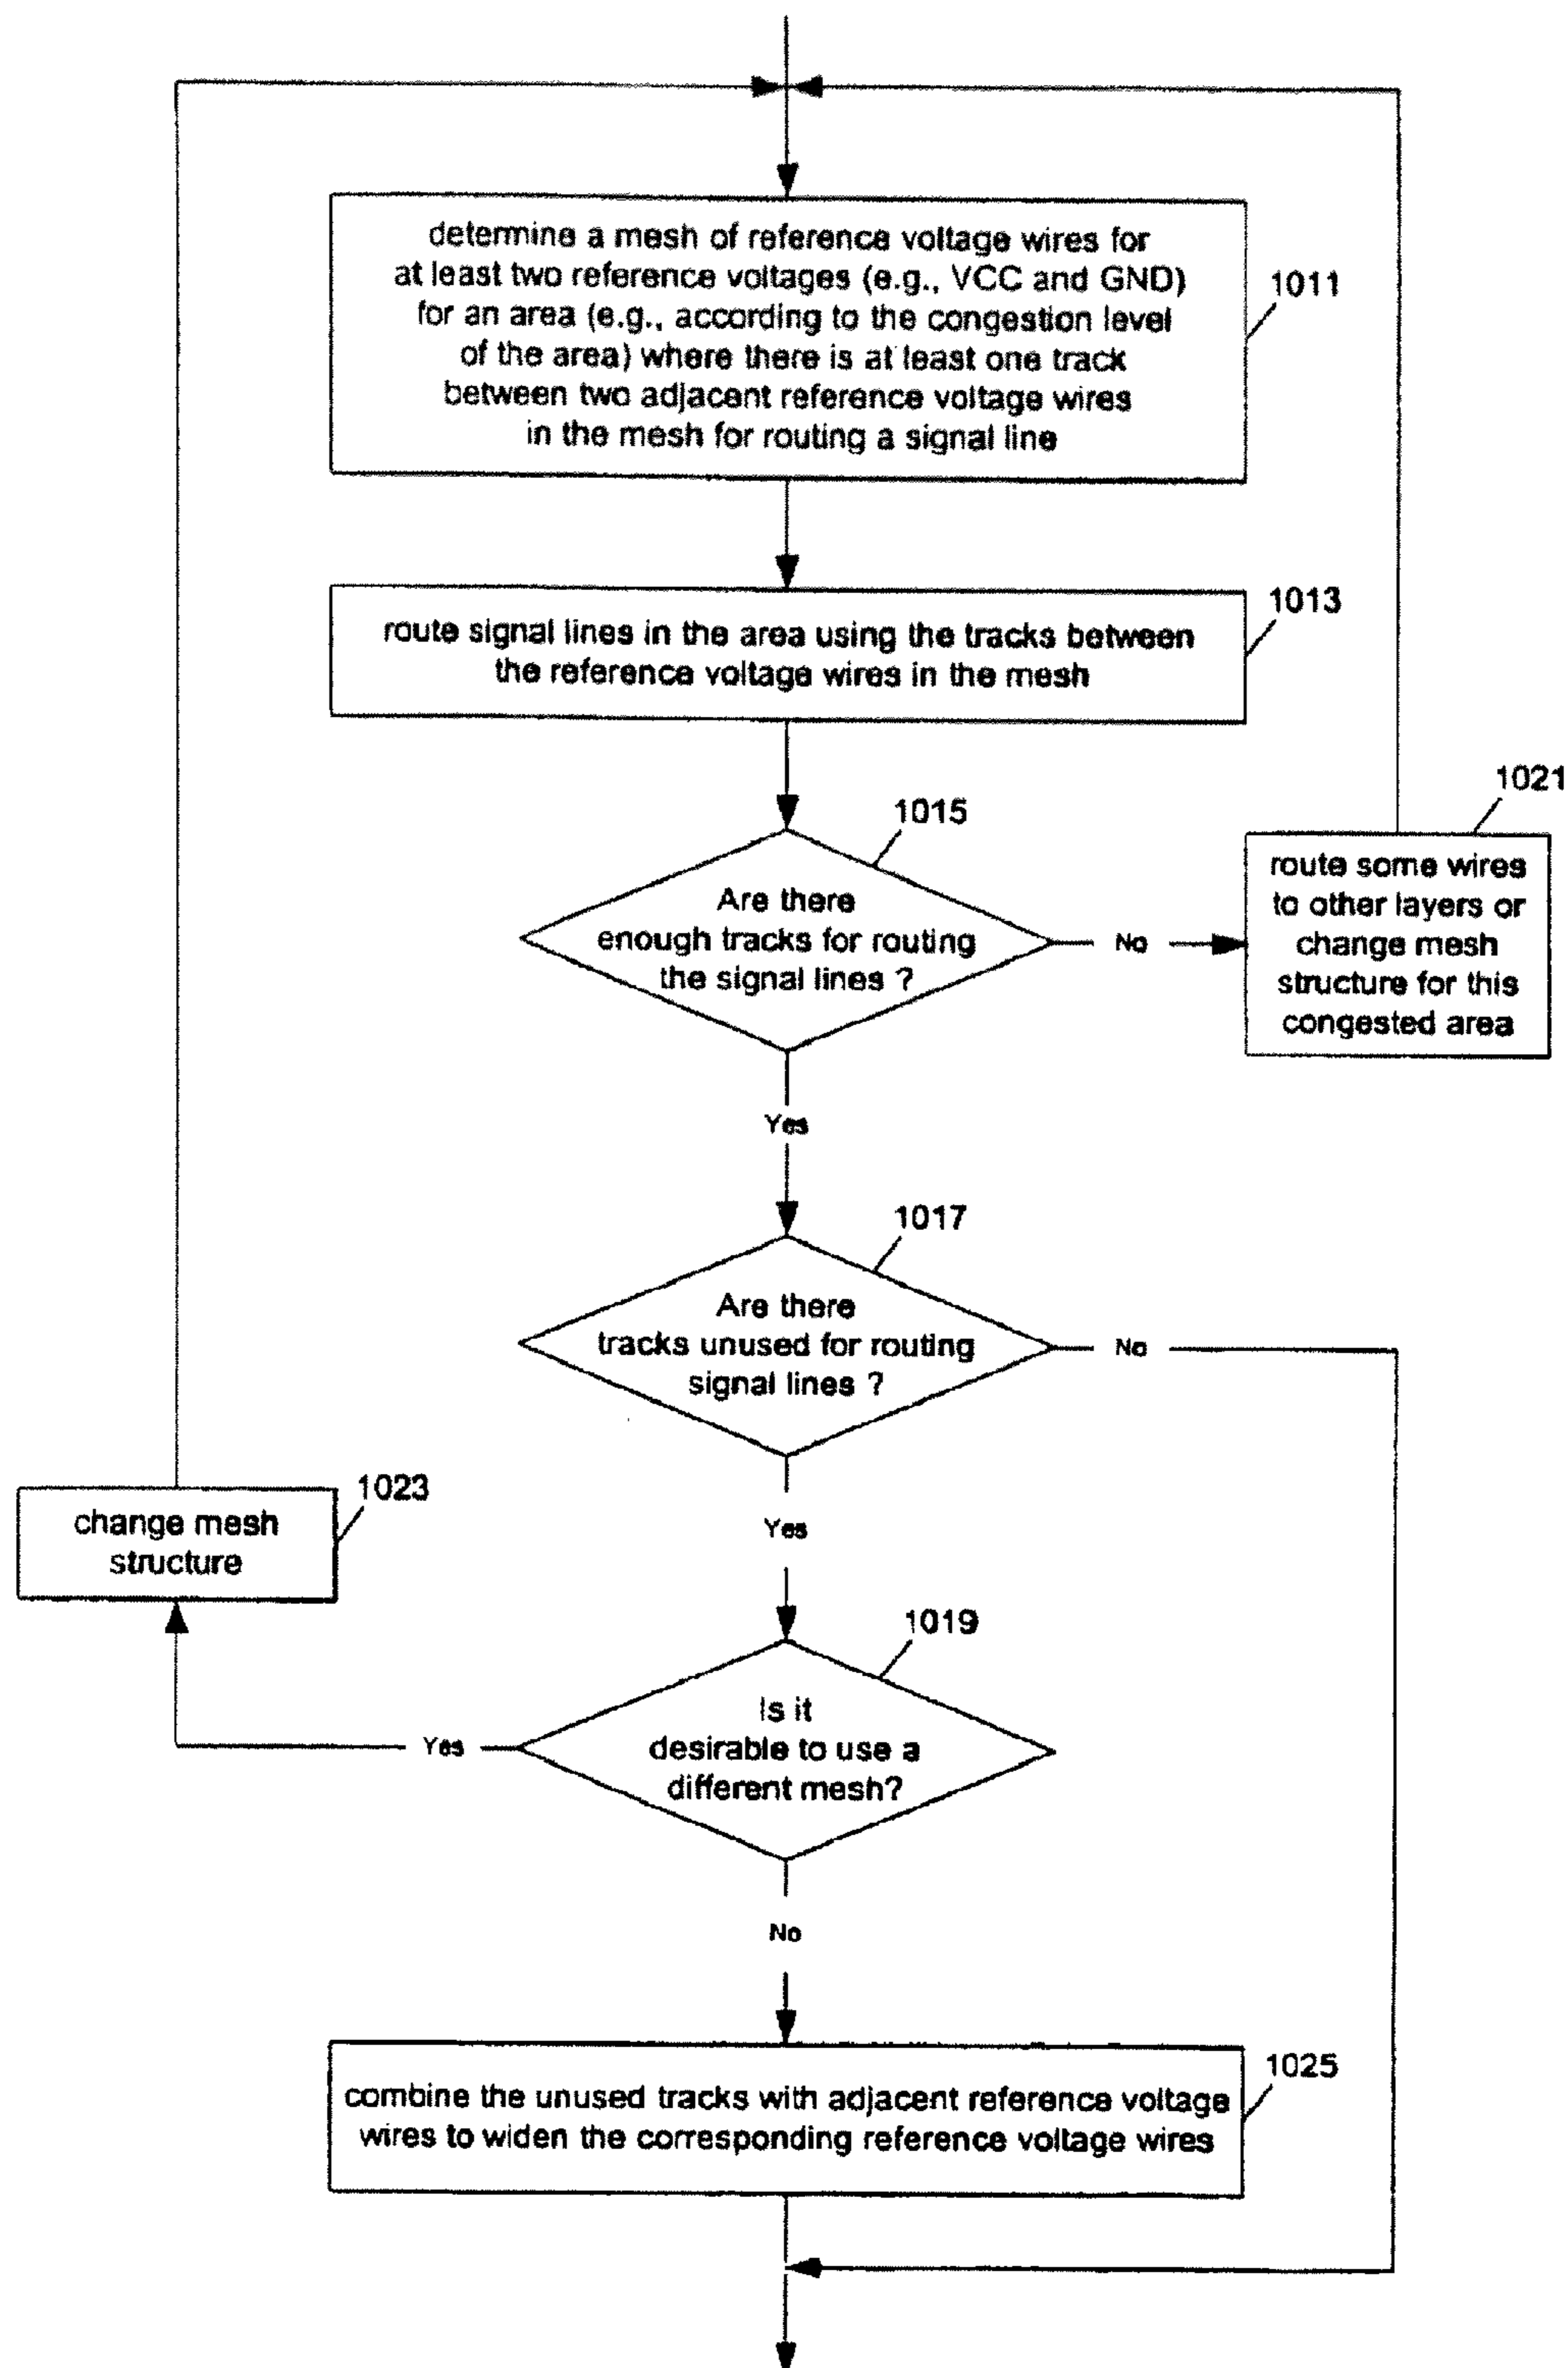 determine a mesh of reference voltage wires for
at least two reference voltages (e.g., VCC and GND)
for an area (e.g., according to the congestion level
of the area) where there is at least one track
between two adjacent reference voltage wires
in the mesh for routing a signal line
1011
route signal lines in the area using the tracks between
the reference voltage wires in the mesh
1013
Are there
enough tracks for routing
the signal lines ?
1015
No
route some wires
to other layers or
change mesh
structure for this
congested area
1021
Yes
Are there
tracks unused for routing
signal lines ?
1017
No
Yes
change mesh
structure
1023
Is it
desirable to use a
different mesh?
1019
Yes
No
combine the unused tracks with adjacent reference voltage
wires to widen the corresponding reference voltage wires
1025